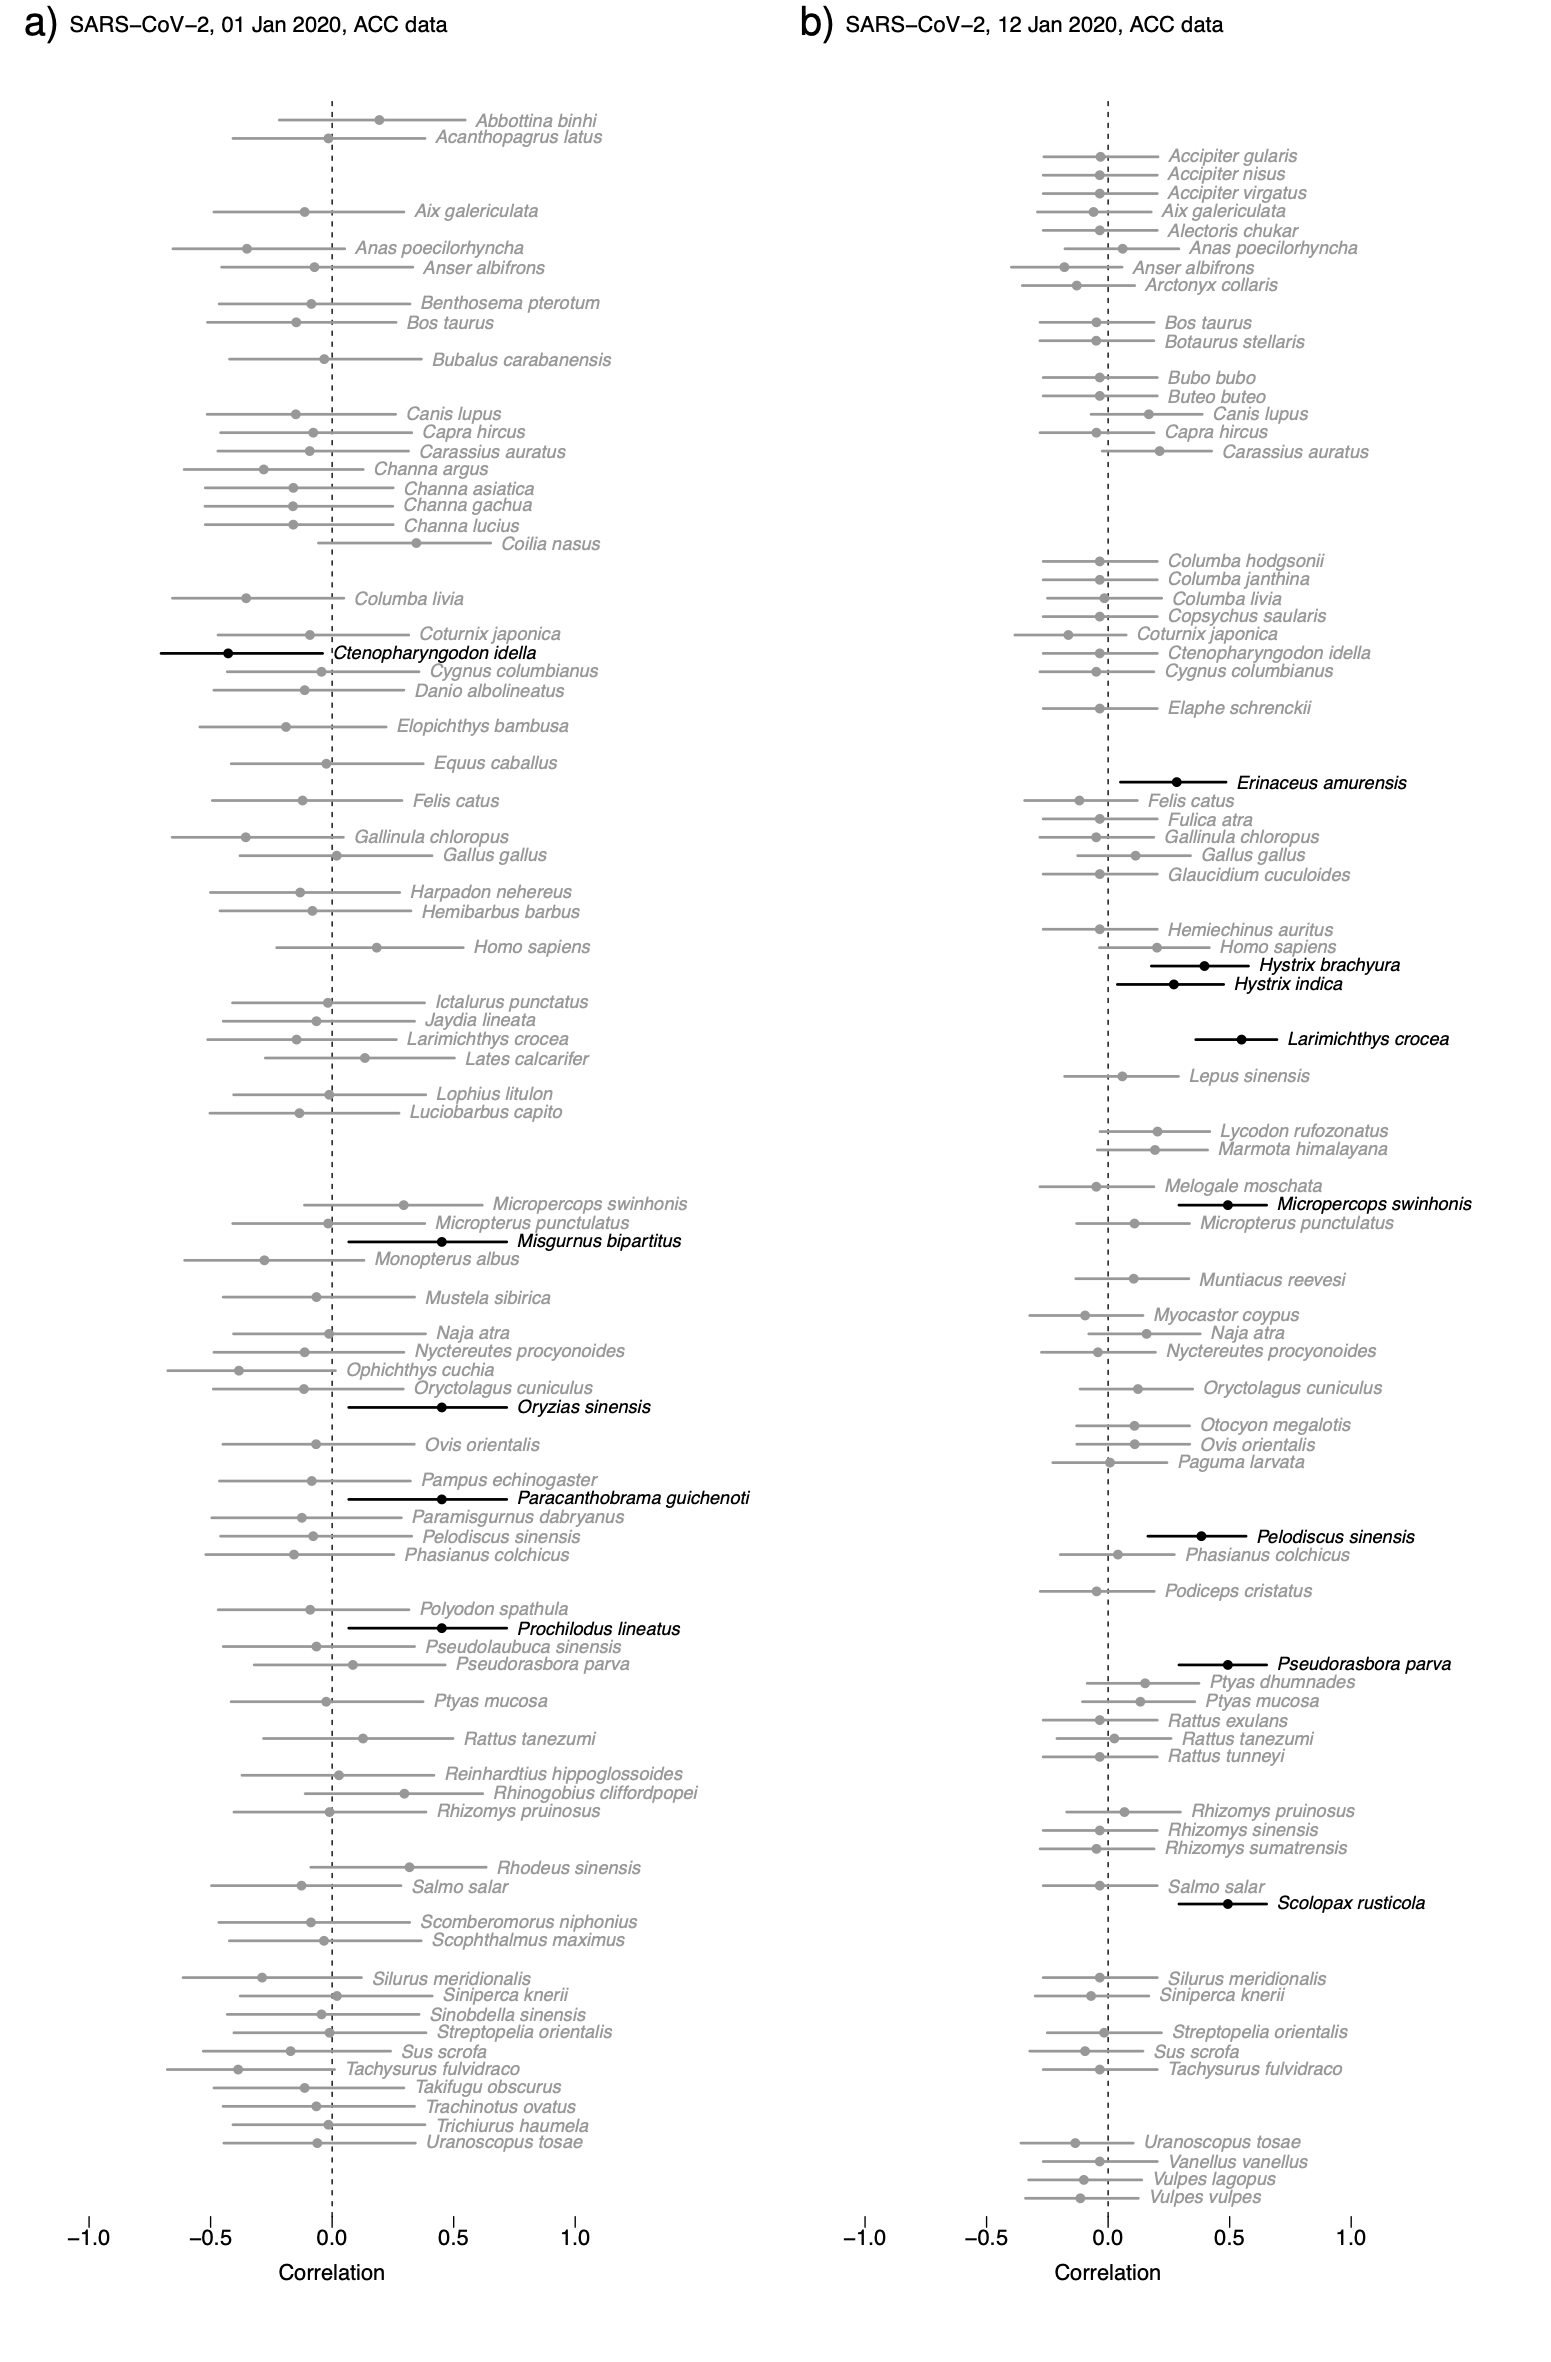 a) SARS−CoV−2, 01 Jan 2020, ACC data
Abbottina binhi
Acanthopagrus latus
Aix galericulata
Anas poecilorhyncha
Anser albifrons
Benthosema pterotum
Bos taurus
Bubalus carabanensis
Canis lupus
Capra hircus
Carassius auratus
Channa argus
Channa asiatica
Channa gachua
Channa lucius
Coilia nasus
Columba livia
Coturnix japonica
Ctenopharyngodon idella
Cygnus columbianus
Danio albolineatus
Elopichthys bambusa
Equus caballus
Felis catus
Gallinula chloropus
Gallus gallus
Harpadon nehereus
Hemibarbus barbus
Homo sapiens
Ictalurus punctatus
Jaydia lineata
Larimichthys crocea
Lates calcarifer
Lophius litulon
Luciobarbus capito
Micropercops swinhonis
Micropterus punctulatus
Misgurnus bipartitus
Monopterus albus
Mustela sibirica
Naja atra
Nyctereutes procyonoides
Ophichthys cuchia
Oryctolagus cuniculus
Oryzias sinensis
Ovis orientalis
Pampus echinogaster
Paracanthobrama guichenoti
Paramisgurnus dabryanus
Pelodiscus sinensis
Phasianus colchicus
Polyodon spathula
Prochilodus lineatus
Pseudolaubuca sinensis
Pseudorasbora parva
Ptyas mucosa
Rattus tanezumi
Reinhardtius hippoglossoides
Rhinogobius cliffordpopei
Rhizomys pruinosus
Rhodeus sinensis
Salmo salar
Scomberomorus niphonius
Scophthalmus maximus
Silurus meridionalis
Siniperca knerii
Sinobdella sinensis
Streptopelia orientalis
Sus scrofa
Tachysurus fulvidraco
Takifugu obscurus
Trachinotus ovatus
Trichiurus haumela
Uranoscopus tosae
−1.0 −0.5 0.0 0.5 1.0
Correlation
b) SARS−CoV−2, 12 Jan 2020, ACC data
Accipiter gularis
Accipiter nisus
Accipiter virgatus
Aix galericulata
Alectoris chukar
Anas poecilorhyncha
Anser albifrons
Arctonyx collaris
Bos taurus
Botaurus stellaris
Bubo bubo
Buteo buteo
Canis lupus
Capra hircus
Carassius auratus
Columba hodgsonii
Columba janthina
Columba livia
Copsychus saularis
Coturnix japonica
Ctenopharyngodon idella
Cygnus columbianus
Elaphe schrenckii
Erinaceus amurensis
Felis catus
Fulica atra
Gallinula chloropus
Gallus gallus
Glaucidium cuculoides
Hemiechinus auritus
Homo sapiens
Hystrix brachyura
Hystrix indica
Larimichthys crocea
Lepus sinensis
Lycodon rufozonatus
Marmota himalayana
Melogale moschata
Micropercops swinhonis
Micropterus punctulatus
Muntiacus reevesi
Myocastor coypus
Naja atra
Nyctereutes procyonoides
Oryctolagus cuniculus
Otocyon megalotis
Ovis orientalis
Paguma larvata
Pelodiscus sinensis
Phasianus colchicus
Podiceps cristatus
Pseudorasbora parva
Ptyas dhumnades
Ptyas mucosa
Rattus exulans
Rattus tanezumi
Rattus tunneyi
Rhizomys pruinosus
Rhizomys sinensis
Rhizomys sumatrensis
Salmo salar
Scolopax rusticola
Silurus meridionalis
Siniperca knerii
Streptopelia orientalis
Sus scrofa
Tachysurus fulvidraco
Uranoscopus tosae
Vanellus vanellus
Vulpes lagopus
Vulpes vulpes
−1.0 −0.5 0.0 0.5 1.0
Correlation